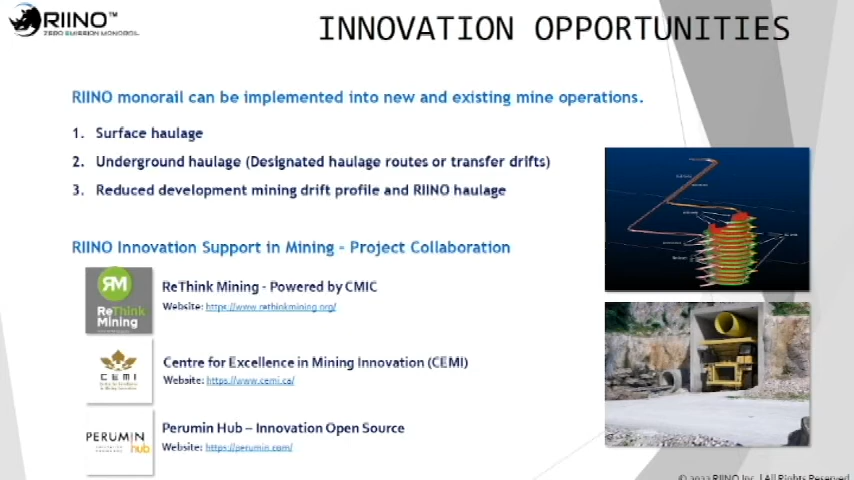 RIINO™
ZERO EMISSION MONORAIL
INNOVATION OPPORTUNITIES
RIINO monorail can be implemented into new and existing mine operations.
1. Surface haulage
2. Underground haulage (Designated haulage routes or transfer drifts)
3. Reduced development mining drift profile and RIINO haulage
RIINO Innovation Support in Mining – Project Collaboration
RM
ReThink
Mining
ReThink Mining - Powered by CMIC
Website: https://www.rethinkmining.org/
CEMI
Centre for Excellence in Mining Innovation (CEMI)
Website: https://www.cemi.ca/
PERUMIN
hub
Perumin Hub – Innovation Open Source
Website: https://perumin.com/
RIINO Inc. | All Rights Reserved